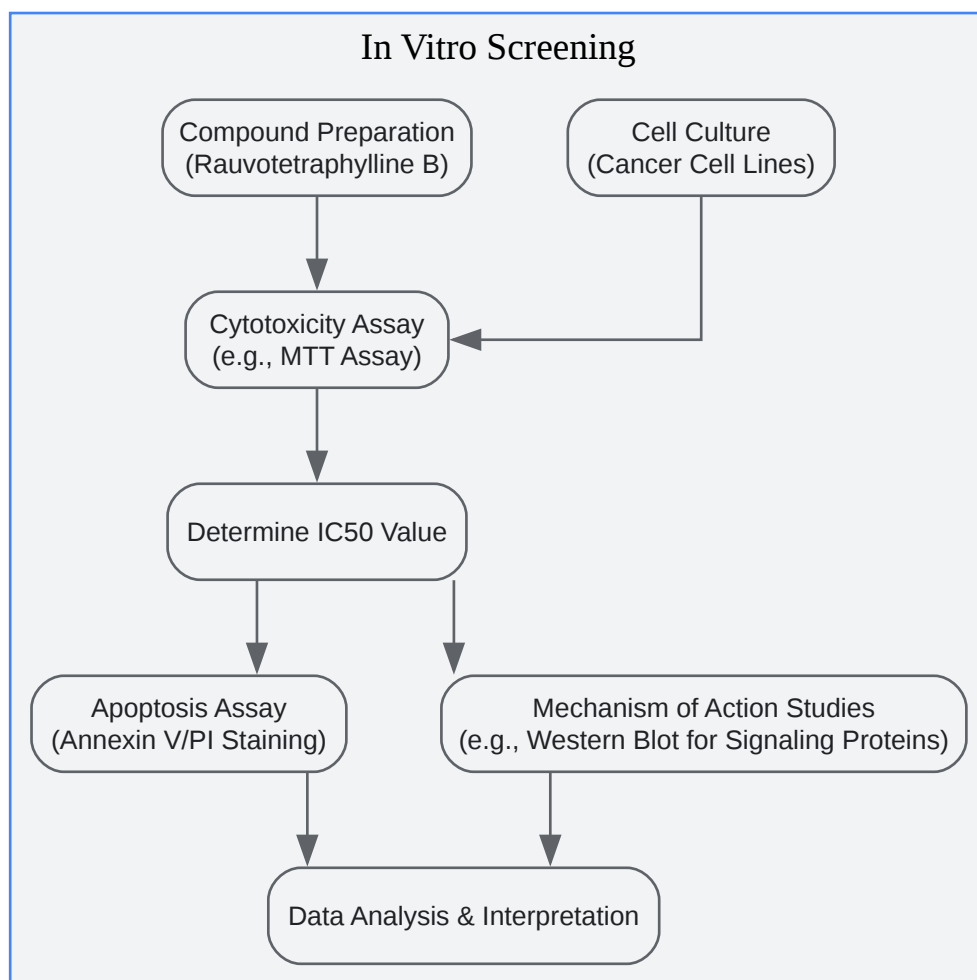 In Vitro Screening
Compound Preparation
(Rauvotetraphylline B)
Cell Culture
(Cancer Cell Lines)
Cytotoxicity Assay
(e.g., MTT Assay)
Determine IC50 Value
Apoptosis Assay
(Annexin V/PI Staining)
Mechanism of Action Studies
(e.g., Western Blot for Signaling Proteins)
Data Analysis & Interpretation